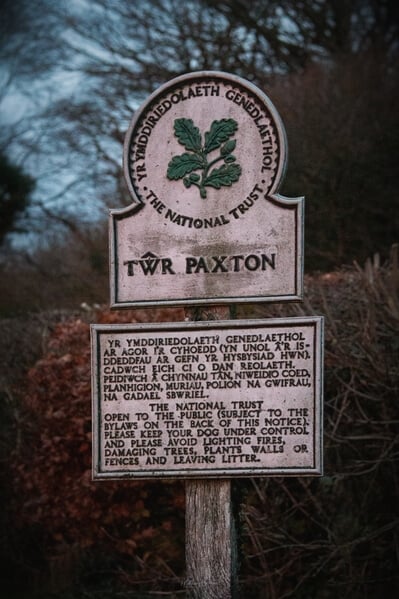 YR YMDDIRIEDOLAETH GENEDLAETHOL
• THE NATIONAL TRUST •
TŴR PAXTON
YR YMDDIRIEDOLAETH GENEDLAETHOL
AR AGOR I'R CYHOEDD (YN UNOL Â'R IS-
DDEDDFAU AR GEFN YR HYSBYSIAD HWN).
CADWCH EICH CI O DAN REOLAETH.
PEIDIWCH Â CHYNNAU TÂN, NIWEIDIO COED,
PLANHIGION, MURIAU, POLION NA GWIFRAU,
NA GADAEL SBWRIEL.
THE NATIONAL TRUST
OPEN TO THE PUBLIC (SUBJECT TO THE
BYLAWS ON THE BACK OF THIS NOTICE).
PLEASE KEEP YOUR DOG UNDER CONTROL
AND PLEASE AVOID LIGHTING FIRES,
DAMAGING TREES, PLANTS WALLS OR
FENCES AND LEAVING LITTER.